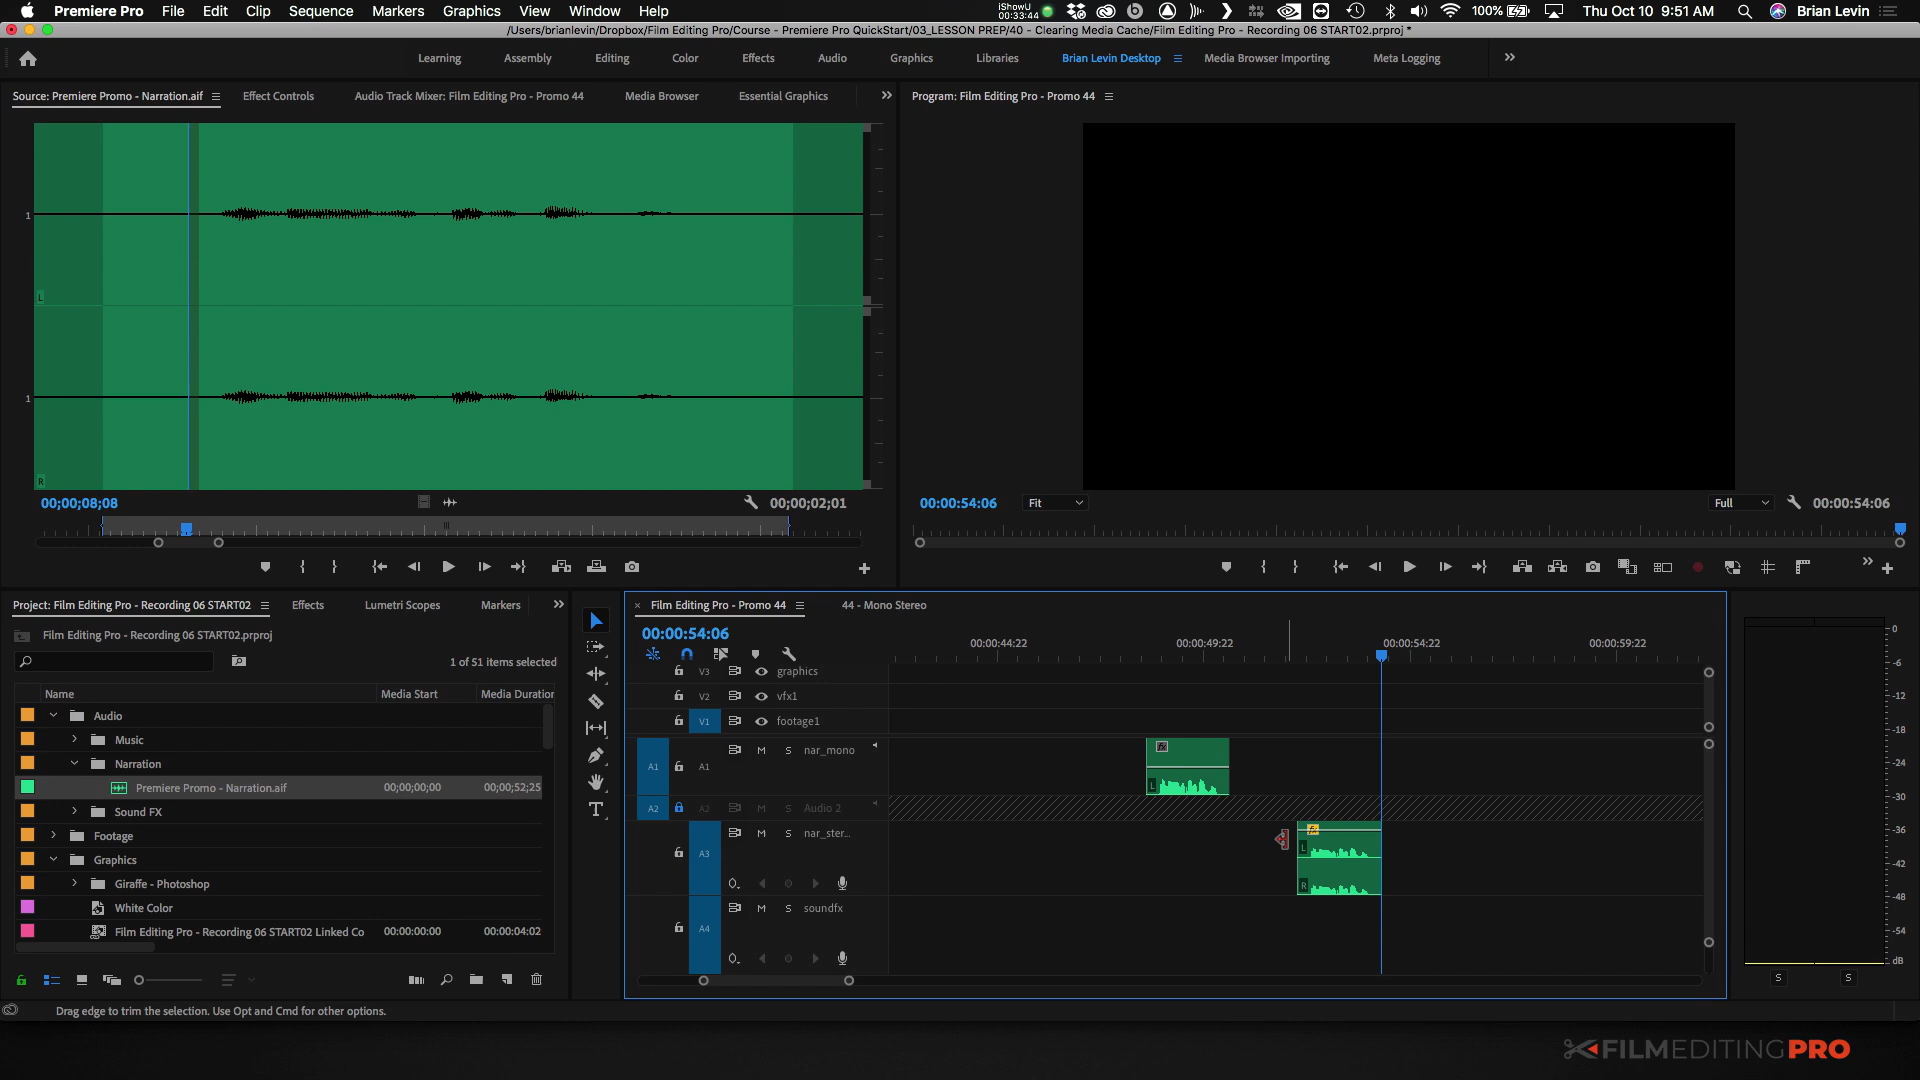 Premiere Pro File Edit Clip Sequence Markers Graphics View Window Help iShowU 00:33:44 100% Thu Oct 10 9:51 AM Brian Levin
/Users/brianlevin/Dropbox/Film Editing Pro/Course - Premiere Pro QuickStart/03_LESSON PREP/40 - Clearing Media Cache/Film Editing Pro - Recording 06 START02.prproj *
Learning Assembly Editing Color Effects Audio Graphics Libraries Brian Levin Desktop Media Browser Importing Meta Logging
Source: Premiere Promo - Narration.aif Effect Controls Audio Track Mixer: Film Editing Pro - Promo 44 Media Browser Essential Graphics
Program: Film Editing Pro - Promo 44
1
L
1
R
00;00;08;08 00;00;02;01
00:00:54:06 Fit Full 00:00:54:06
Project: Film Editing Pro - Recording 06 START02 Effects Lumetri Scopes Markers
Film Editing Pro - Recording 06 START02.prproj
1 of 51 items selected
Name Media Start Media Duration
Audio
Music
Narration
Premiere Promo - Narration.aif 00;00;00;00 00;00;52;25
Sound FX
Footage
Graphics
Giraffe - Photoshop
White Color
Film Editing Pro - Recording 06 START02 Linked Co 00:00:00:00 00:00:04:02
Film Editing Pro - Promo 44 44 - Mono Stereo
00:00:54:06
00:00:44:22 00:00:49:22 00:00:54:22 00:00:59:22
V3 graphics
V2 vfx1
V1 footage1
A1 A1 M S nar_mono
fx
L
A2 A2 M S Audio 2
A3 M S nar_ster...
fx
L
R
A4 M S soundfx
0
-6
-12
-18
-24
-30
-36
-42
-48
-54
dB
S S
Drag edge to trim the selection. Use Opt and Cmd for other options.
FILMEDITINGPRO